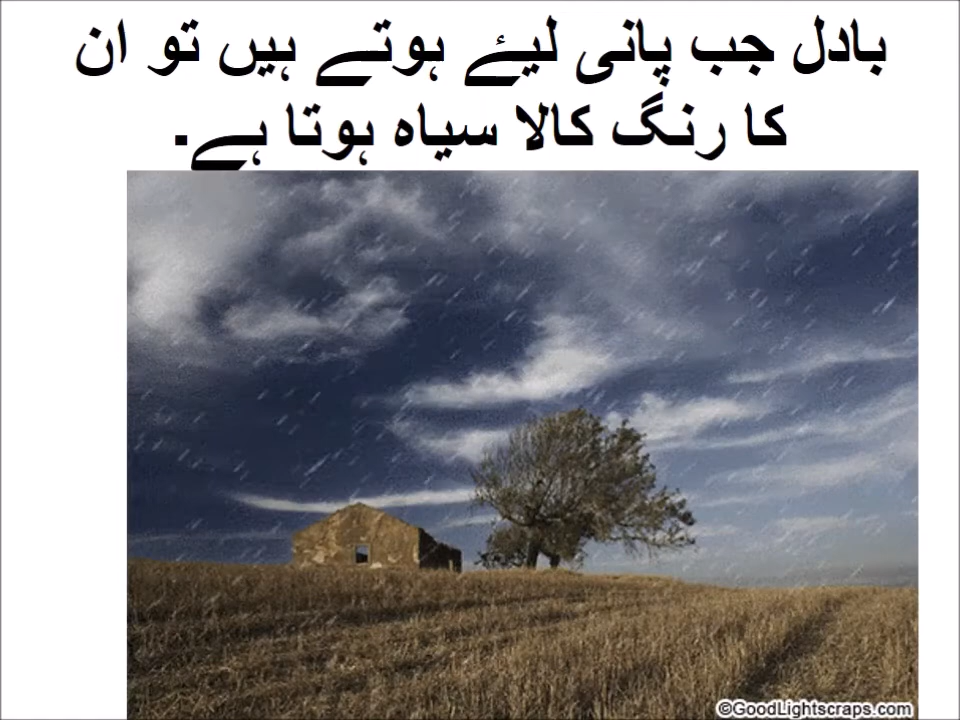 بادل جب پانی لیۓ ہوتے ہیں تو ان
کا رنگ کالا سیاہ ہوتا ہے۔
©GoodLightscraps.com